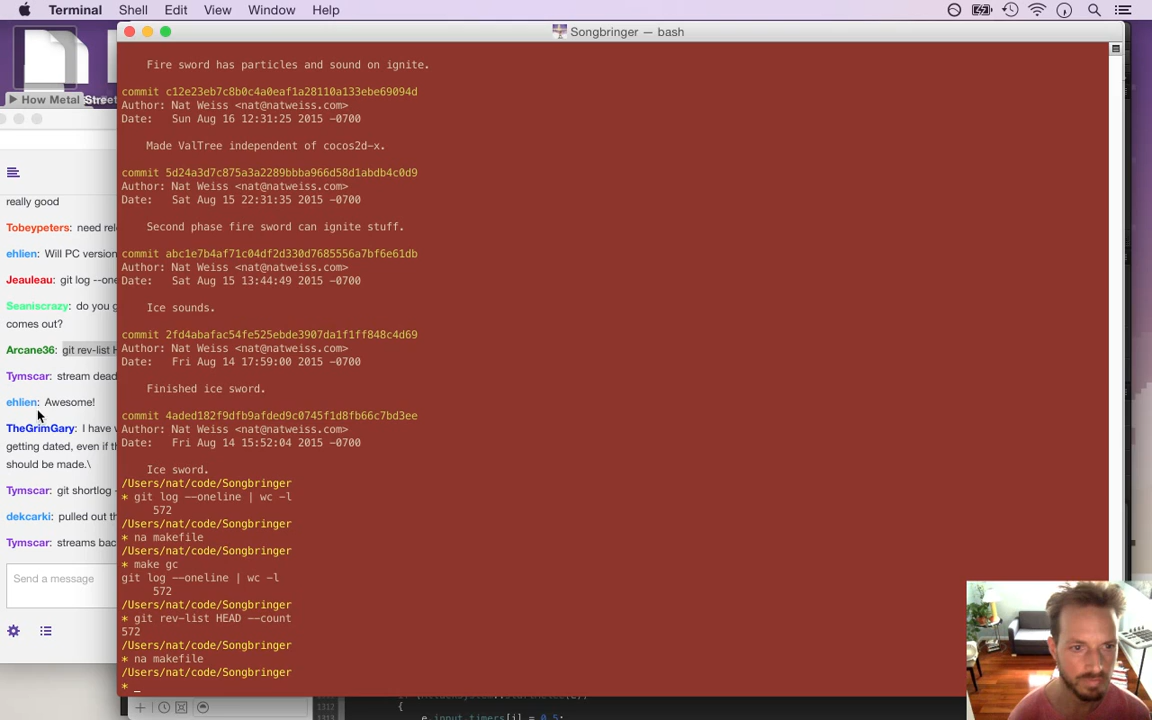 Terminal Shell Edit View Window Help
Songbringer — bash
How Metal Street
really good
Tobeypeters: need
ehlien: Will PC version
Jeauleau: git log
Seaniscrazy: do you
comes out?
Arcane36: git rev-list
Tymscar: stream dead
ehlien: Awesome!
TheGrimGary: I have
getting dated, even if
should be made.\
Tymscar: git shortlog
dekcarki: pulled out
Tymscar: streams
Send a message
Fire sword has particles and sound on ignite.
commit c12e23eb7c8b0c4a0eaf1a28110a133ebe69094d
Author: Nat Weiss <nat@natweiss.com>
Date: Sun Aug 16 12:31:25 2015 -0700
Made ValTree independent of cocos2d-x.
commit 5d24a3d7c875a3a2289bbba966d58d1abdb4c0d9
Author: Nat Weiss <nat@natweiss.com>
Date: Sat Aug 15 22:31:35 2015 -0700
Second phase fire sword can ignite stuff.
commit abc1e7b4af71c04df2d330d7685556a7bf6e61db
Author: Nat Weiss <nat@natweiss.com>
Date: Sat Aug 15 13:44:49 2015 -0700
Ice sounds.
commit 2fd4abafac54fe525ebde3907da1f1ff848c4d69
Author: Nat Weiss <nat@natweiss.com>
Date: Fri Aug 14 17:59:00 2015 -0700
Finished ice sword.
commit 4aded182f9dfb9afded9c0745f1d8fb66c7bd3ee
Author: Nat Weiss <nat@natweiss.com>
Date: Fri Aug 14 15:52:04 2015 -0700
Ice sword.
/Users/nat/code/Songbringer
* git log --oneline | wc -l
572
/Users/nat/code/Songbringer
* na makefile
/Users/nat/code/Songbringer
* make gc
git log --oneline | wc -l
572
/Users/nat/code/Songbringer
* git rev-list HEAD --count
572
/Users/nat/code/Songbringer
* na makefile
/Users/nat/code/Songbringer
* _
1312 {
1313 e.input.timers[i] = 0.5;